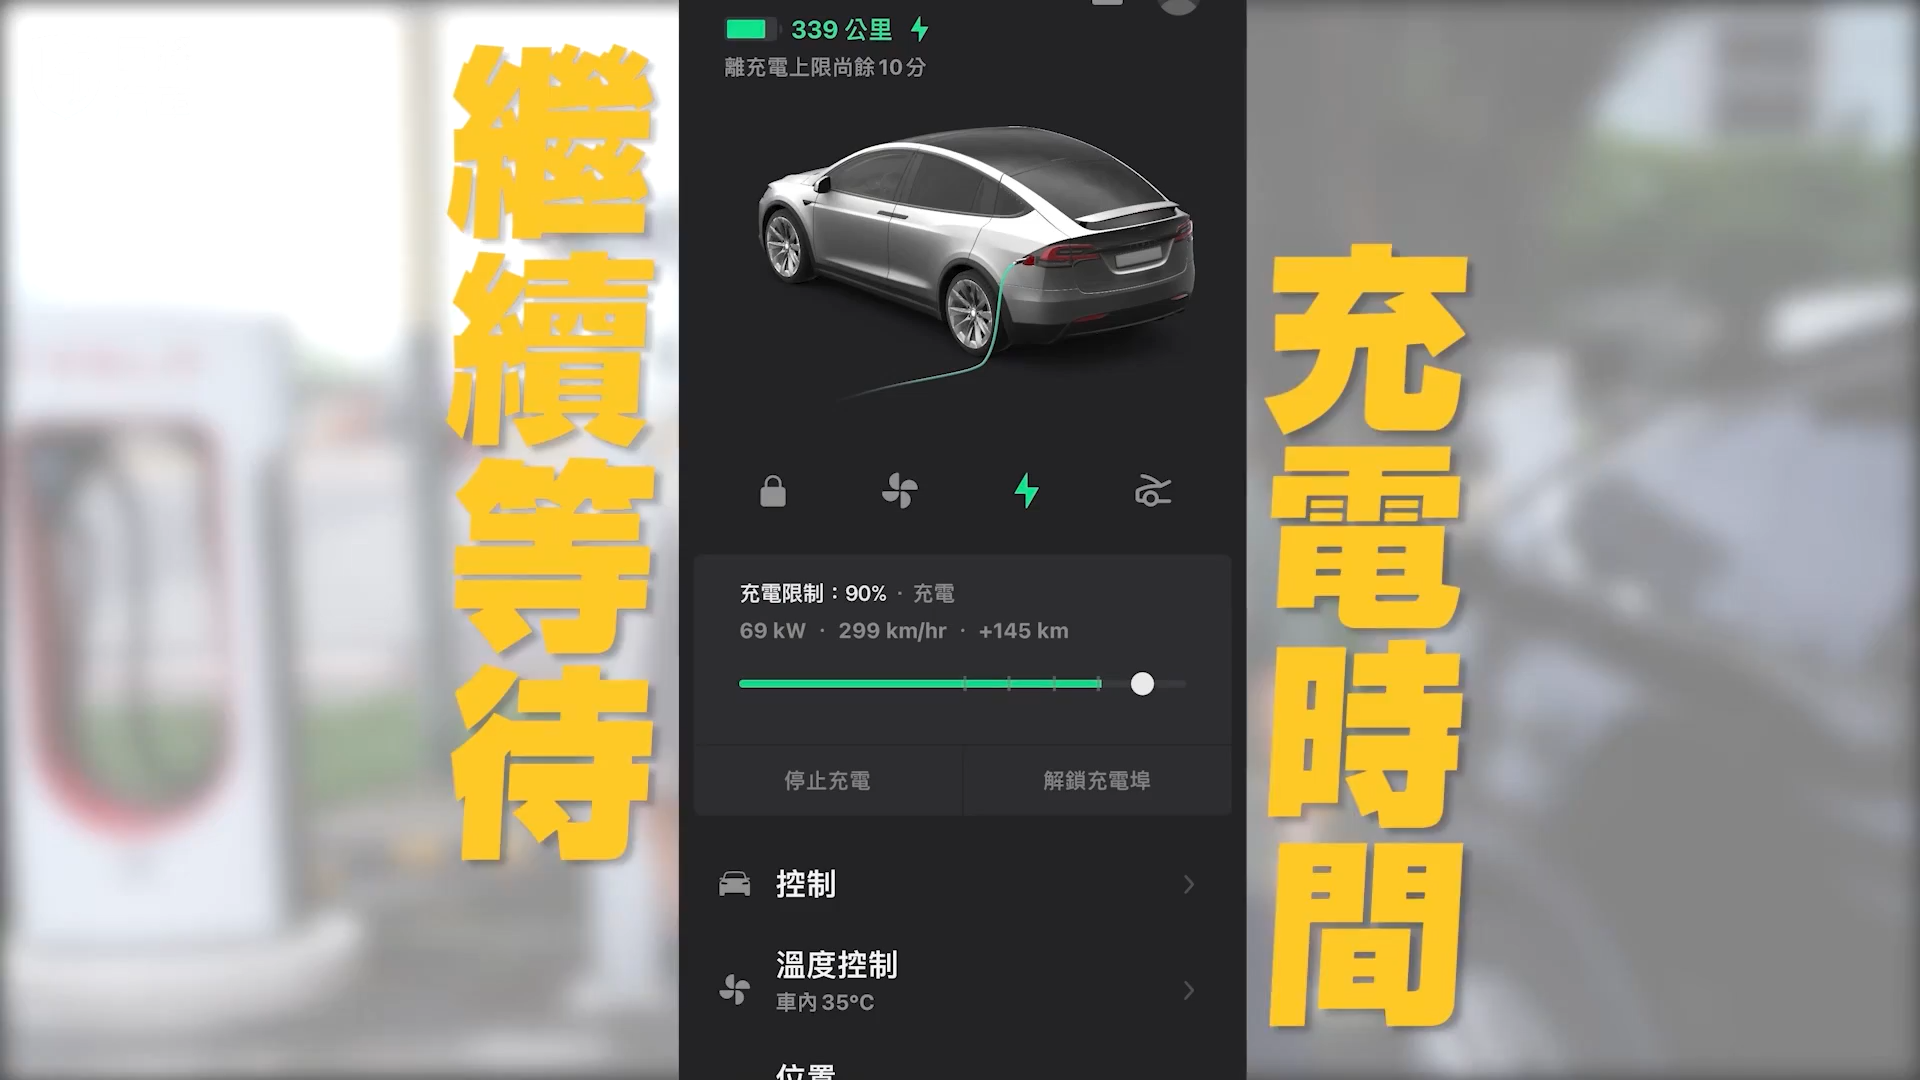 繼續等待
充電時間
339 公里
離充電上限尚餘10分
充電限制：90% · 充電
69 kW · 299 km/hr · +145 km
停止充電
解鎖充電埠
控制
溫度控制
車內 35°C
位置